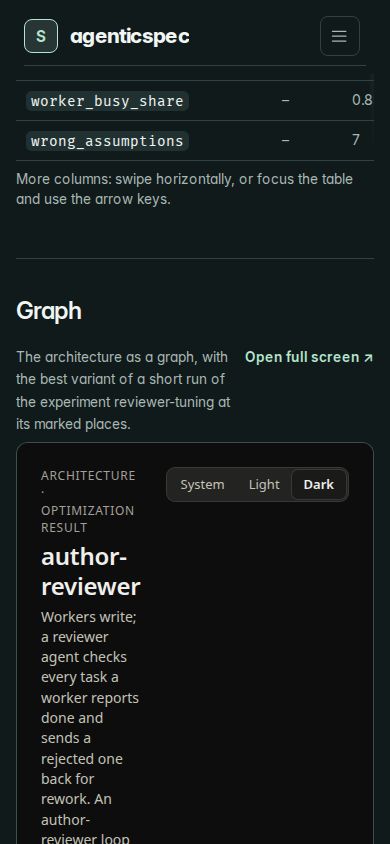 S agenticspec
worker_busy_share – 0.8
wrong_assumptions – 7
More columns: swipe horizontally, or focus the table
and use the arrow keys.
Graph
The architecture as a graph, with
the best variant of a short run of
the experiment reviewer-tuning at
its marked places.
Open full screen ↗
ARCHITECTURE
·
OPTIMIZATION
RESULT
System Light Dark
author-
reviewer
Workers write;
a reviewer
agent checks
every task a
worker reports
done and
sends a
rejected one
back for
rework. An
author-
reviewer loop